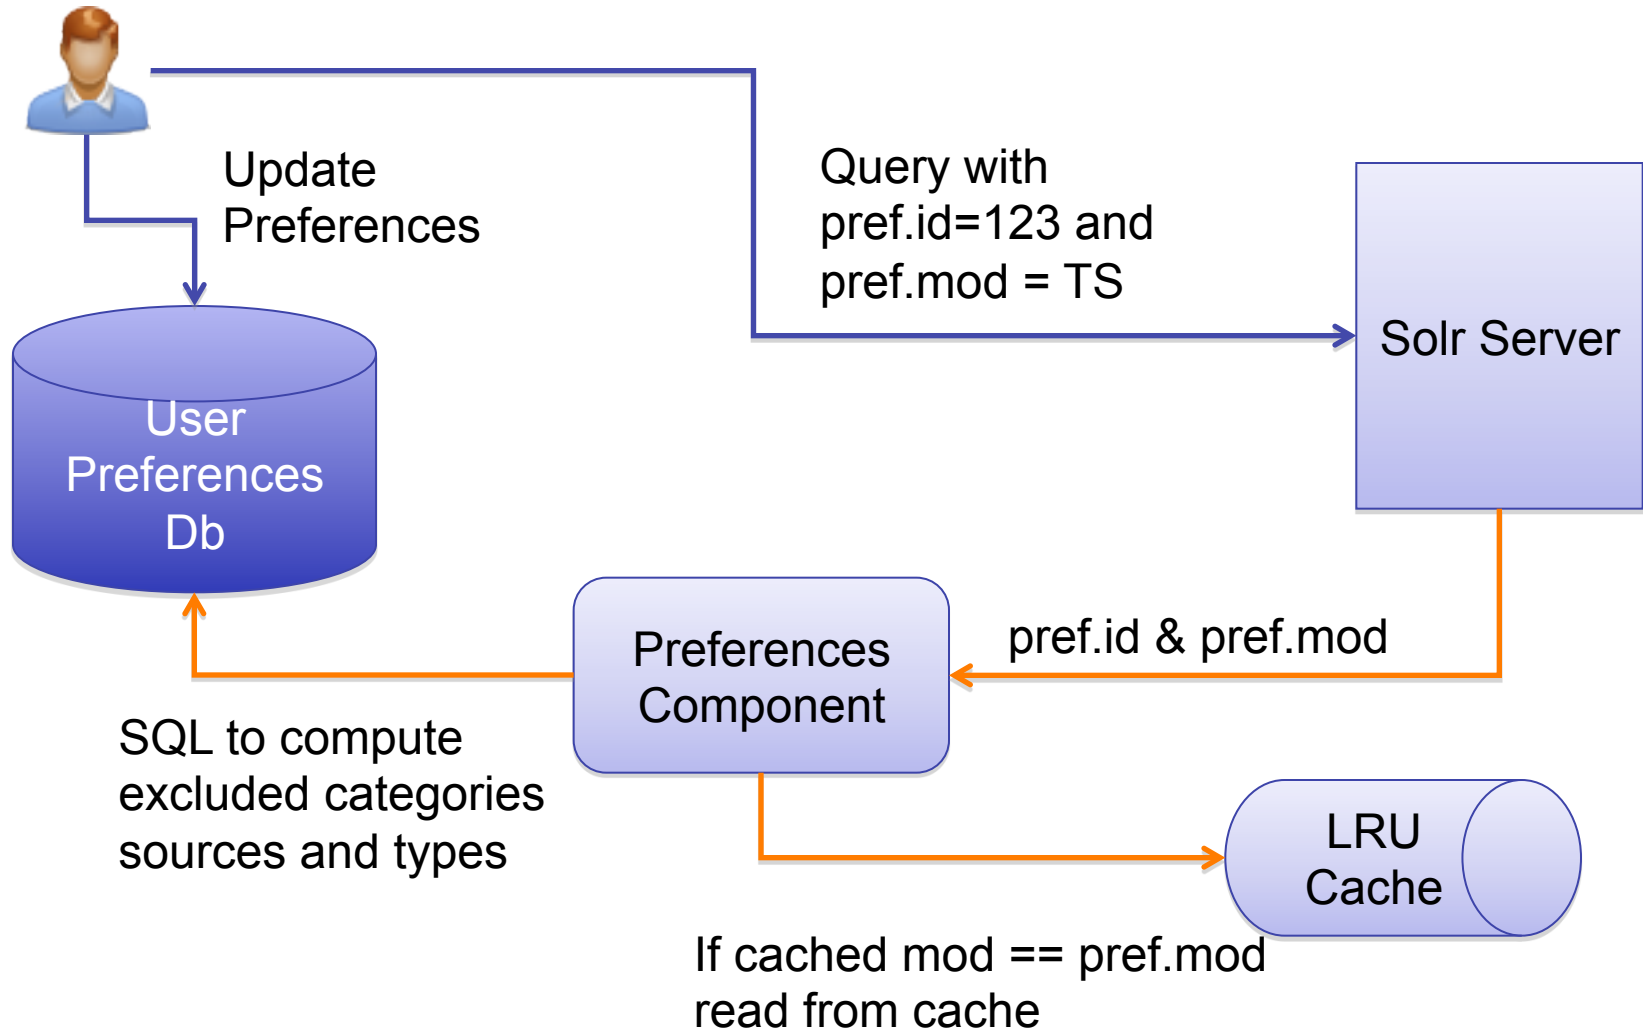 Update
Preferences
Query with
pref.id=123 and
pref.mod = TS
Solr Server
User
Preferences
Db
Preferences
Component
pref.id & pref.mod
SQL to compute
excluded categories
sources and types
LRU
Cache
If cached mod == pref.mod
read from cache